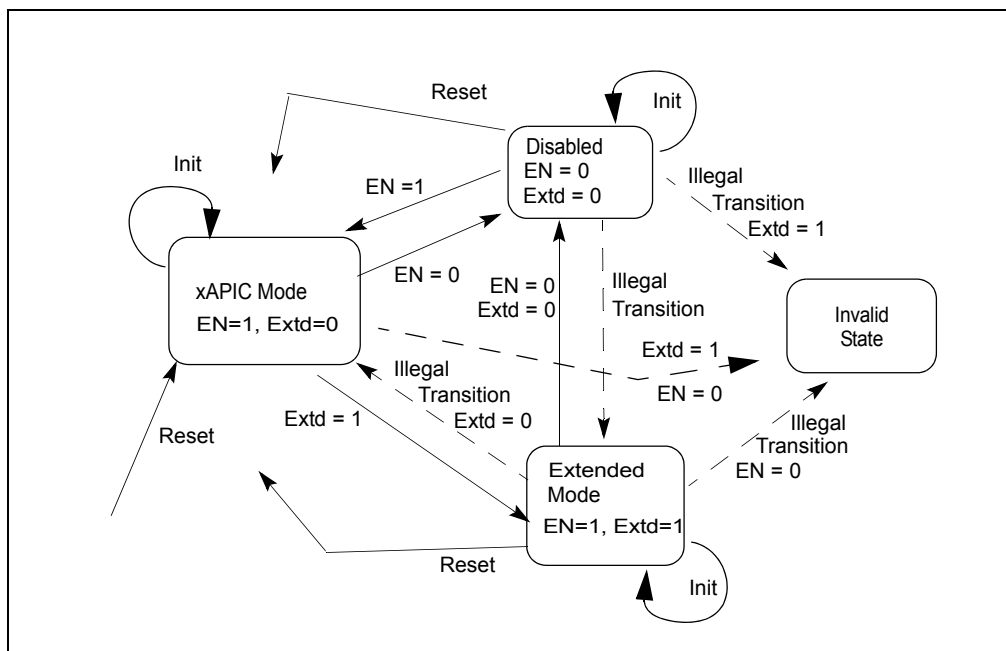 Reset
Init
Disabled
EN = 0
Extd = 0
Init
EN =1
Illegal
Transition
Extd = 1
EN = 0
xAPIC Mode
EN=1, Extd=0
EN = 0
Extd = 0
Illegal
Transition
Invalid
State
Extd = 1
EN = 0
Illegal
Transition
Extd = 0
Extd = 1
Reset
Illegal
Transition
EN = 0
Extended
Mode
EN=1, Extd=1
Reset
Init